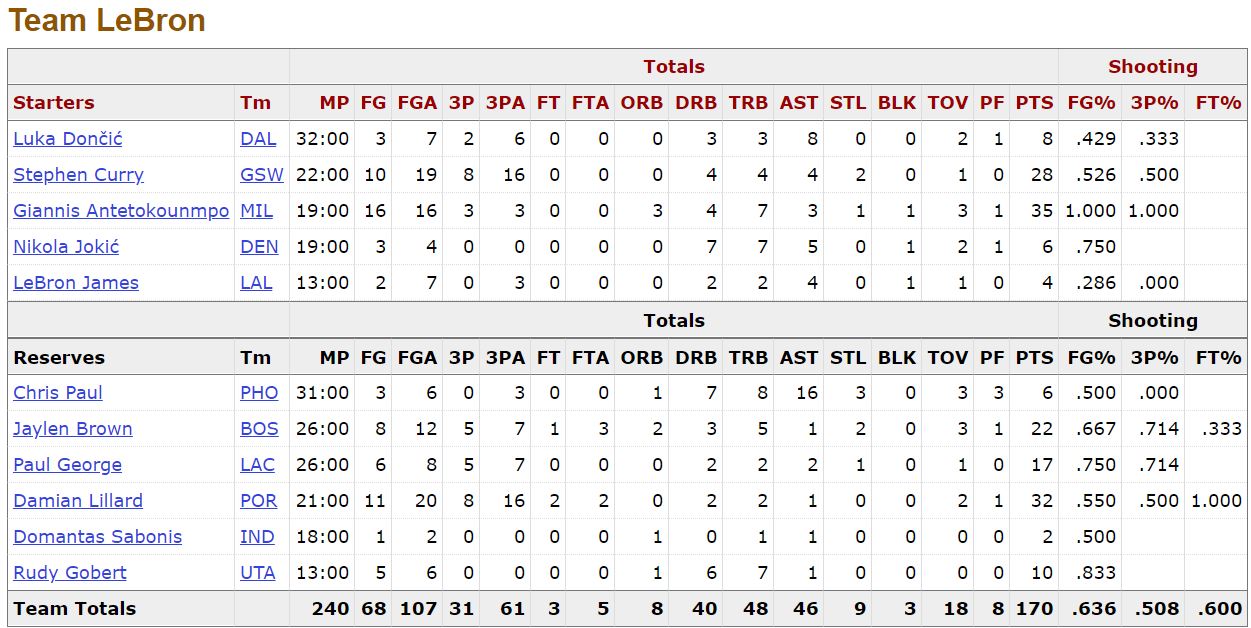 Team LeBron
Totals Shooting
Starters Tm MP FG FGA 3P 3PA FT FTA ORB DRB TRB AST STL BLK TOV PF PTS FG% 3P% FT%
Luka Dončić DAL 32:00 3 7 2 6 0 0 0 3 3 8 0 0 2 1 8 .429 .333
Stephen Curry GSW 22:00 10 19 8 16 0 0 0 4 4 4 2 0 1 0 28 .526 .500
Giannis Antetokounmpo MIL 19:00 16 16 3 3 0 0 3 4 7 3 1 1 3 1 35 1.000 1.000
Nikola Jokić DEN 19:00 3 4 0 0 0 0 0 7 7 5 0 1 2 1 6 .750
LeBron James LAL 13:00 2 7 0 3 0 0 0 2 2 4 0 1 1 0 4 .286 .000
Totals Shooting
Reserves Tm MP FG FGA 3P 3PA FT FTA ORB DRB TRB AST STL BLK TOV PF PTS FG% 3P% FT%
Chris Paul PHO 31:00 3 6 0 3 0 0 1 7 8 16 3 0 3 3 6 .500 .000
Jaylen Brown BOS 26:00 8 12 5 7 1 3 2 3 5 1 2 0 3 1 22 .667 .714 .333
Paul George LAC 26:00 6 8 5 7 0 0 0 2 2 2 1 0 1 0 17 .750 .714
Damian Lillard POR 21:00 11 20 8 16 2 2 0 2 2 1 0 0 2 1 32 .550 .500 1.000
Domantas Sabonis IND 18:00 1 2 0 0 0 0 1 0 1 1 0 0 0 0 2 .500
Rudy Gobert UTA 13:00 5 6 0 0 0 0 1 6 7 1 0 0 0 0 10 .833
Team Totals 240 68 107 31 61 3 5 8 40 48 46 9 3 18 8 170 .636 .508 .600